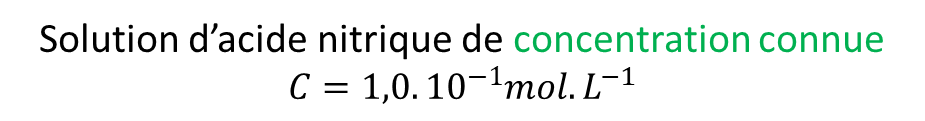 Solution d’acide nitrique de concentration connue
C = 1,0. 10⁻¹mol. L⁻¹